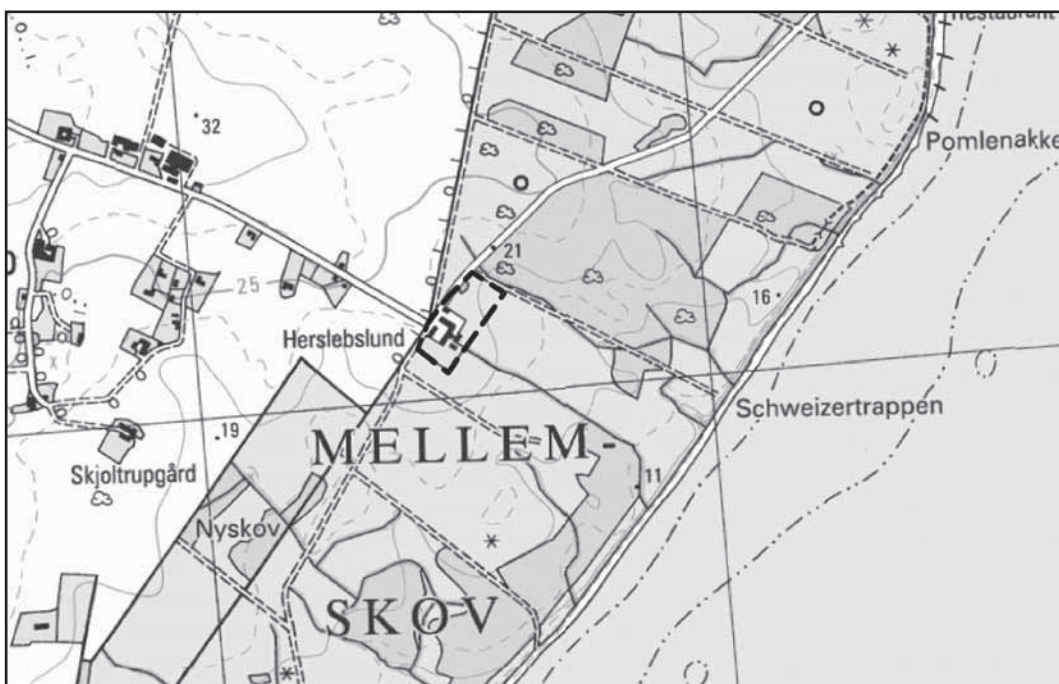 Restaurant
32
Pomlenakke
21
25
16
Herslebslund
Schweizertrappen
19
MELLEM-
Skjoltrupgård
11
Nyskov
SKOV